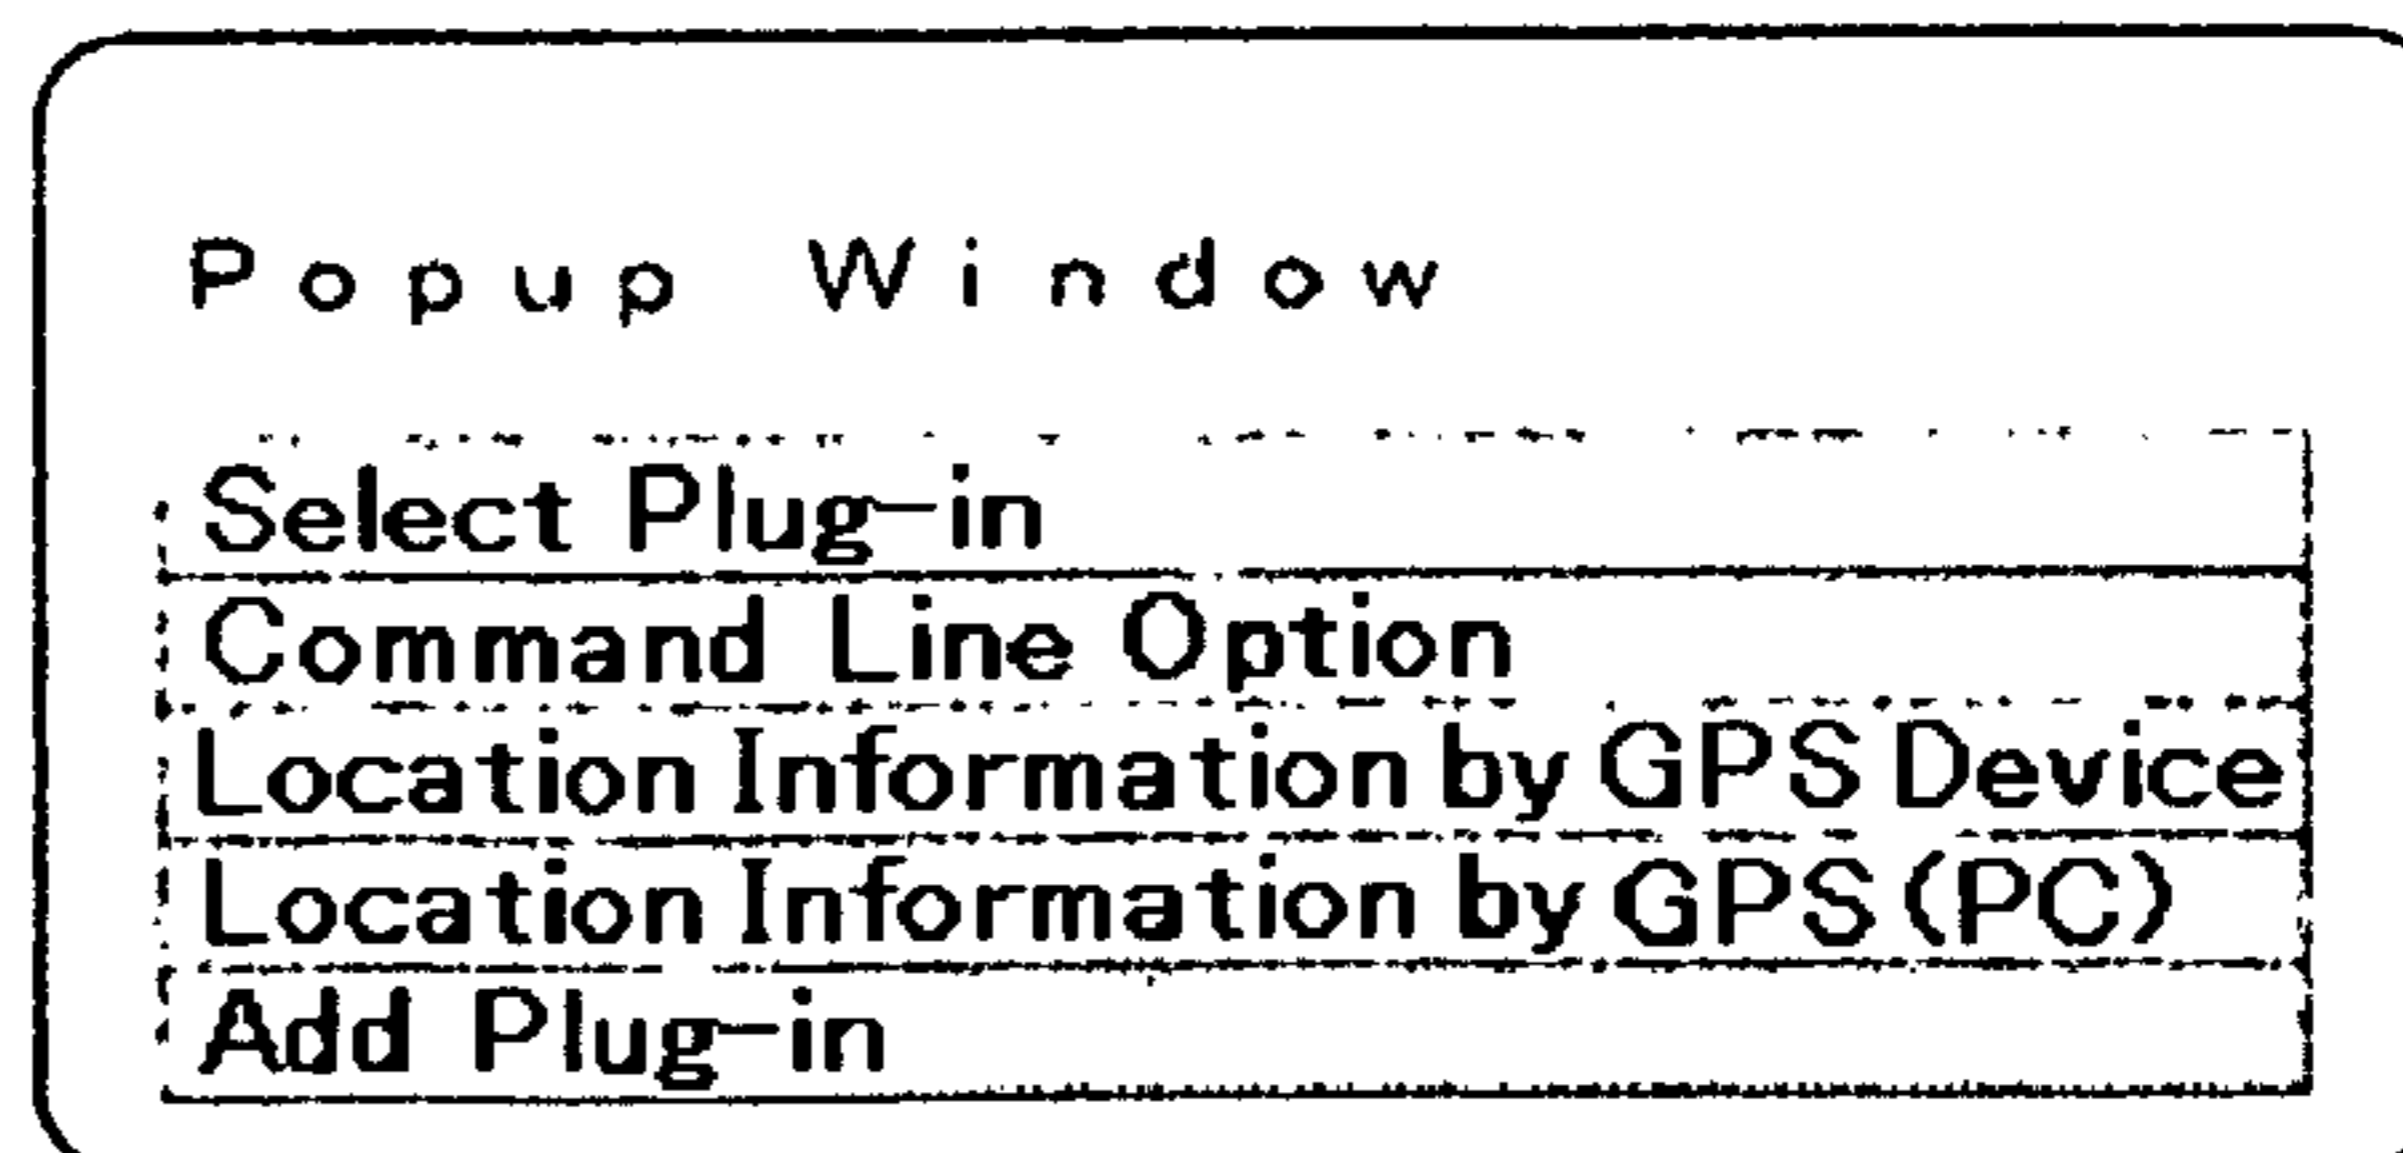 Popup Window
Select Plug-in
Command Line Option
Location Information by GPS Device
Location Information by GPS (PC)
Add Plug-in